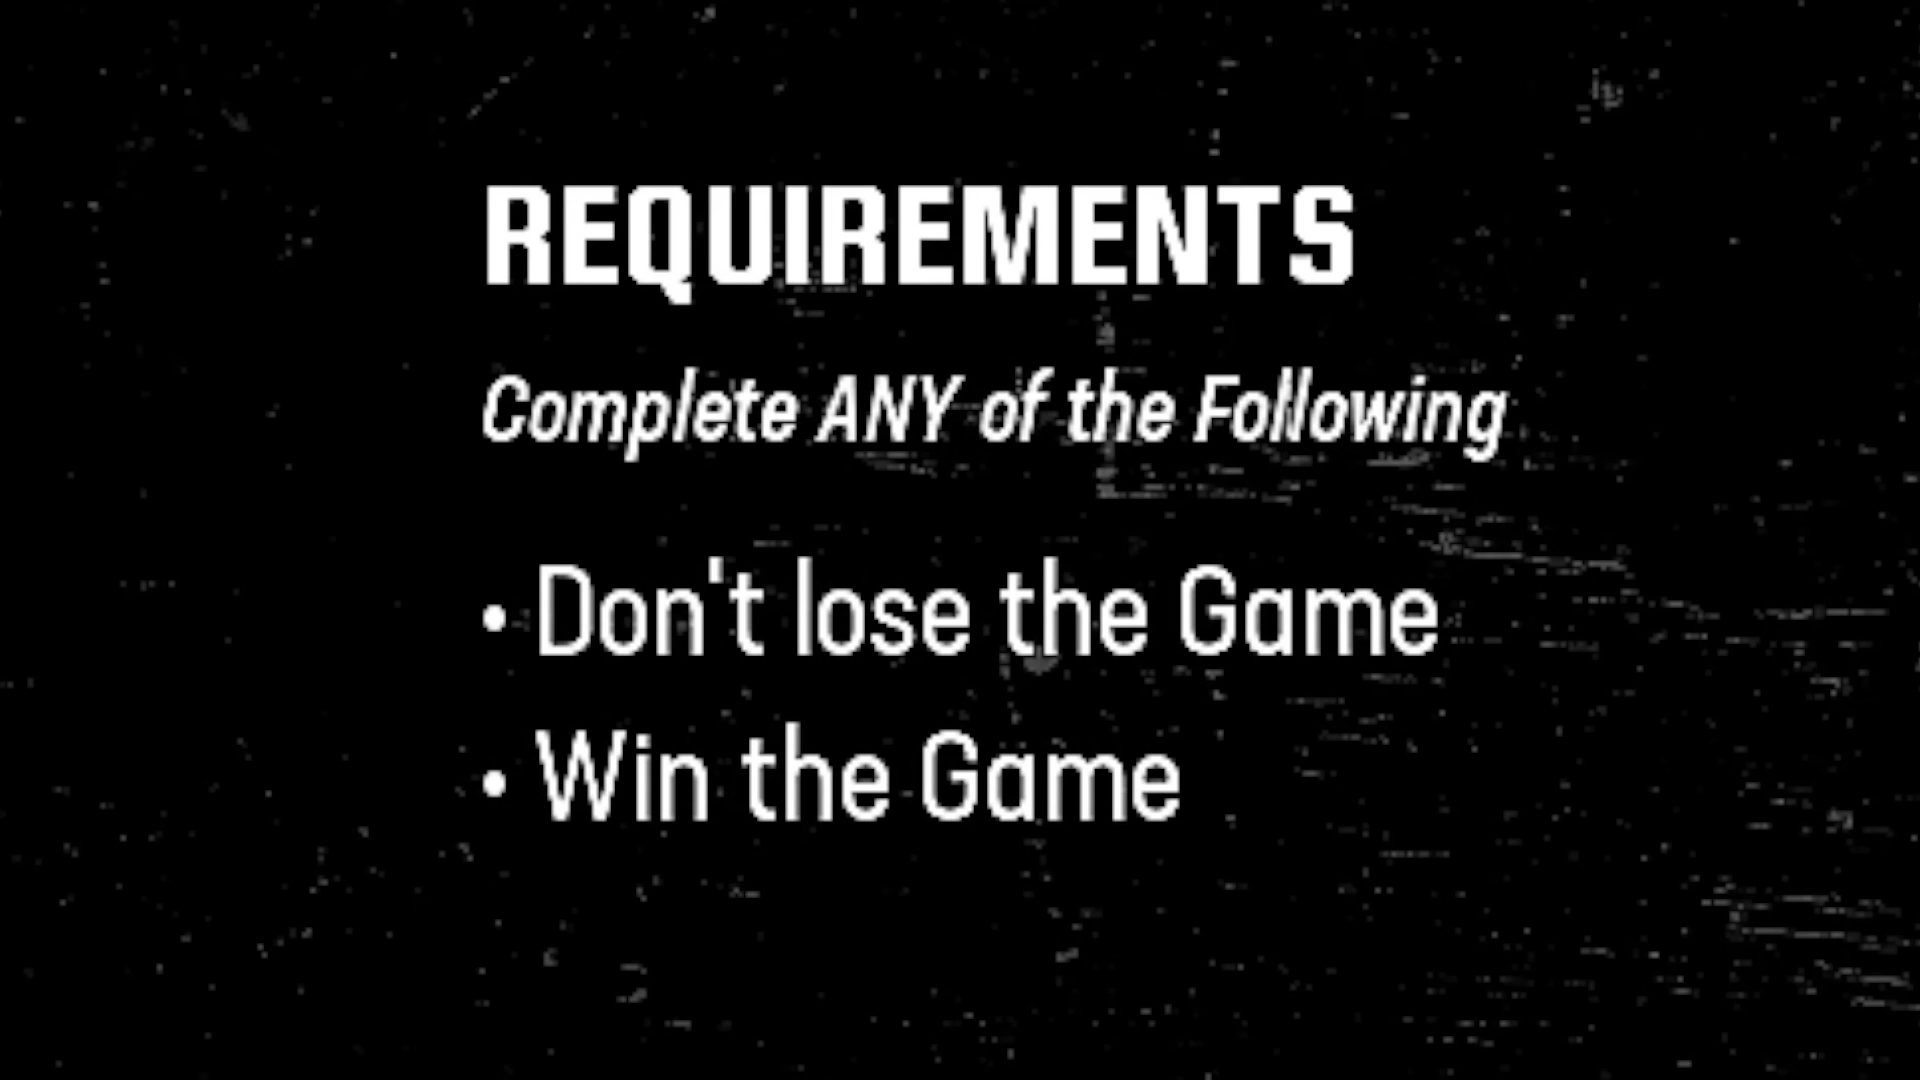 REQUIREMENTS
Complete ANY of the Following
• Don't lose the Game
• Win the Game